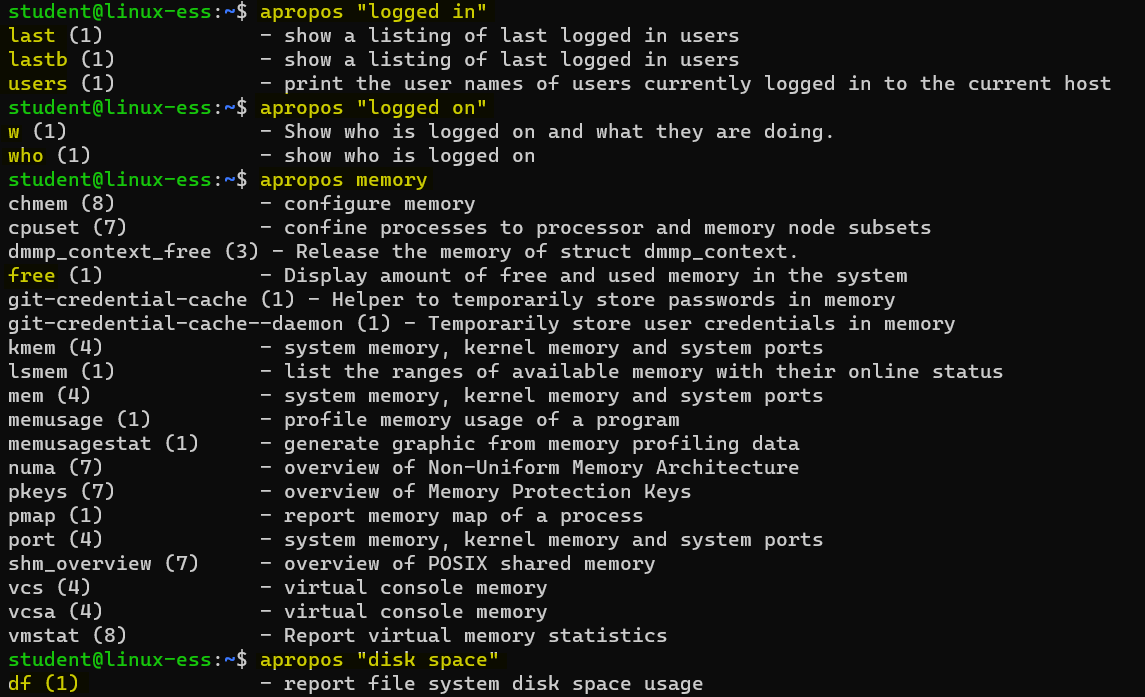 student@linux-ess:~$ apropos "logged in"
last (1)             - show a listing of last logged in users
lastb (1)            - show a listing of last logged in users
users (1)            - print the user names of users currently logged in to the current host
student@linux-ess:~$ apropos "logged on"
w (1)                - Show who is logged on and what they are doing.
who (1)              - show who is logged on
student@linux-ess:~$ apropos memory
chmem (8)            - configure memory
cpuset (7)           - confine processes to processor and memory node subsets
dmmp_context_free (3) - Release the memory of struct dmmp_context.
free (1)             - Display amount of free and used memory in the system
git-credential-cache (1) - Helper to temporarily store passwords in memory
git-credential-cache--daemon (1) - Temporarily store user credentials in memory
kmem (4)             - system memory, kernel memory and system ports
lsmem (1)            - list the ranges of available memory with their online status
mem (4)              - system memory, kernel memory and system ports
memusage (1)         - profile memory usage of a program
memusagestat (1)     - generate graphic from memory profiling data
numa (7)             - overview of Non-Uniform Memory Architecture
pkeys (7)            - overview of Memory Protection Keys
pmap (1)             - report memory map of a process
port (4)             - system memory, kernel memory and system ports
shm_overview (7)     - overview of POSIX shared memory
vcs (4)              - virtual console memory
vcsa (4)             - virtual console memory
vmstat (8)           - Report virtual memory statistics
student@linux-ess:~$ apropos "disk space"
df (1)               - report file system disk space usage